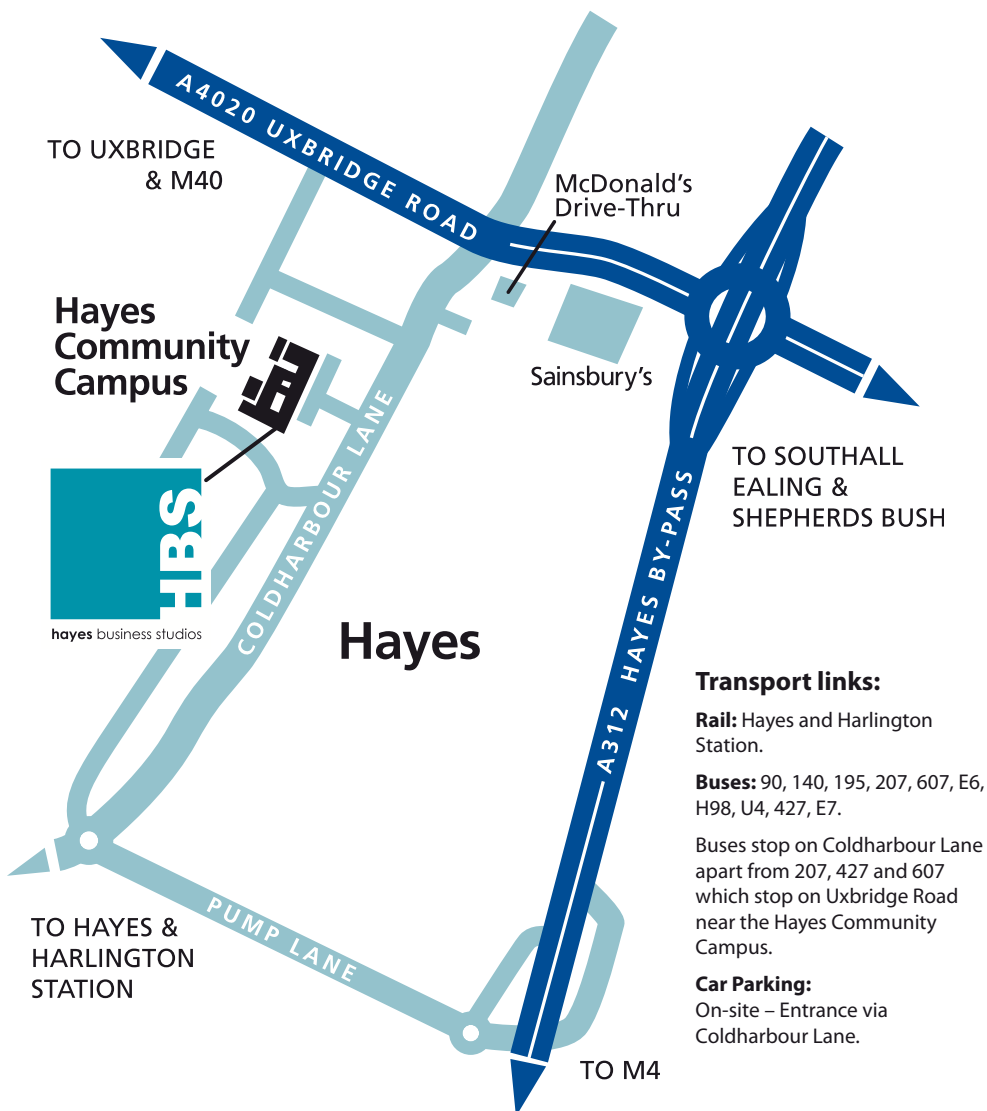 A4020 UXBRIDGE ROAD
TO UXBRIDGE
& M40
McDonald's
Drive-Thru
Hayes
Community
Campus
Sainsbury's
COLDHARBOUR LANE
TO SOUTHALL
EALING &
SHEPHERDS BUSH
HBS
hayes business studios
Hayes
A312 HAYES BY-PASS
Transport links:
Rail: Hayes and Harlington
Station.
Buses: 90, 140, 195, 207, 607, E6,
H98, U4, 427, E7.
Buses stop on Coldharbour Lane
apart from 207, 427 and 607
which stop on Uxbridge Road
near the Hayes Community
Campus.
Car Parking:
On-site – Entrance via
Coldharbour Lane.
PUMP LANE
TO HAYES &
HARLINGTON
STATION
TO M4